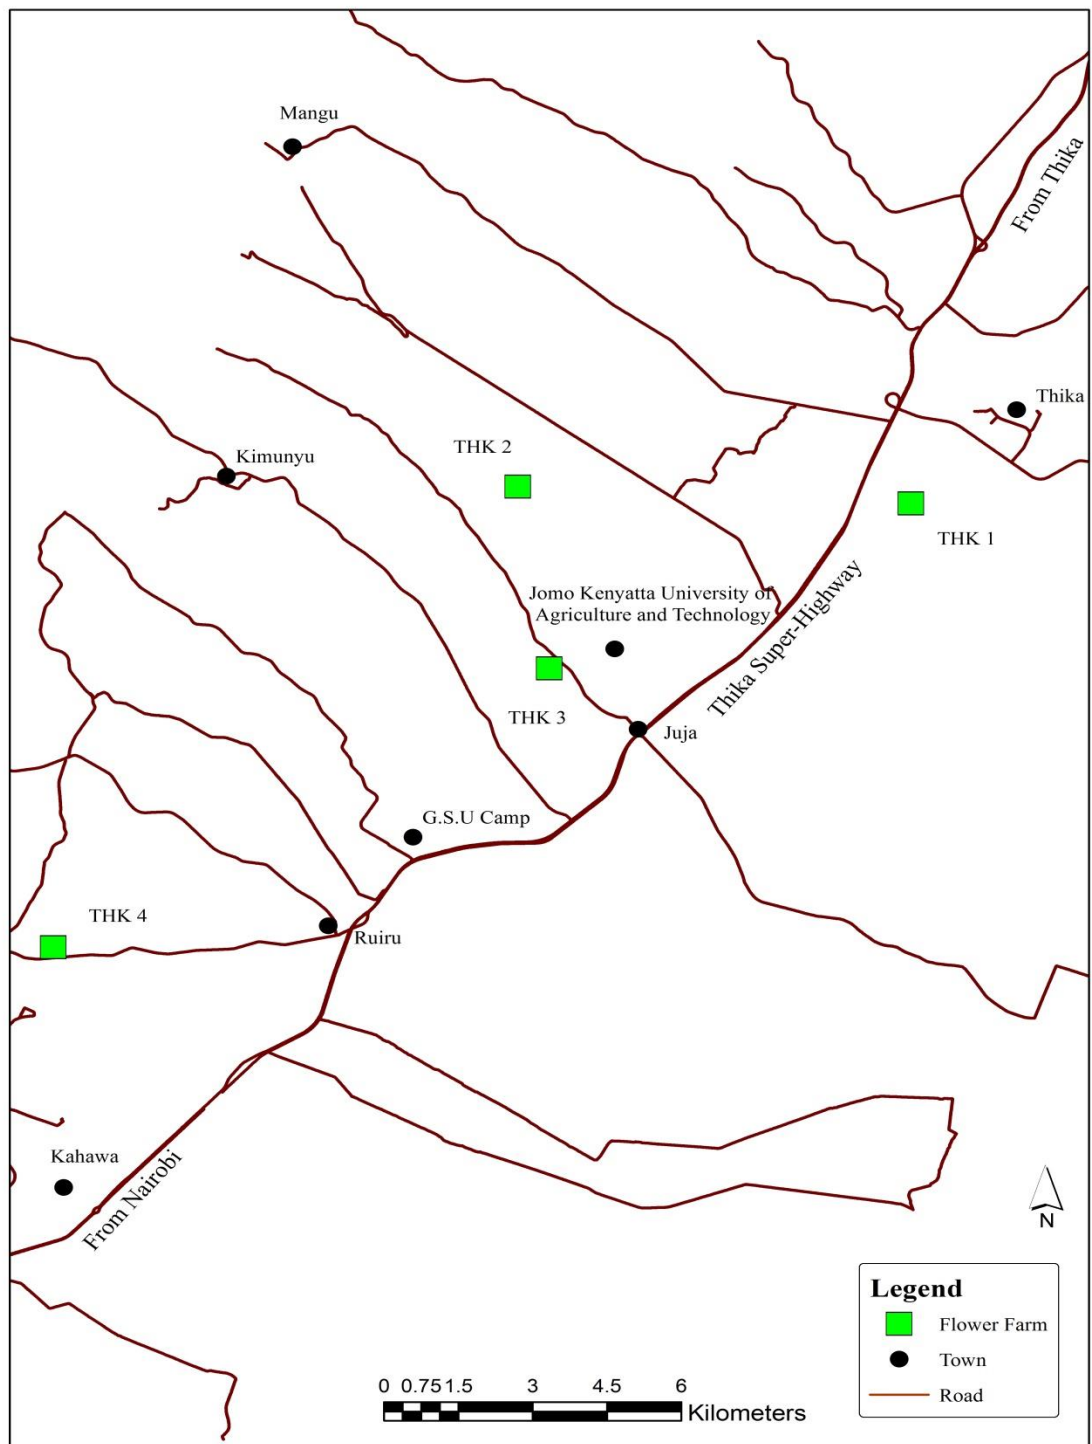 Mangu
From Thika
Thika
THK 2
Kimunyu
THK 1
Jomo Kenyatta University of
Agriculture and Technology
Thika Super-Highway
THK 3
Juja
G.S.U Camp
THK 4
Ruiru
Kahawa
From Nairobi
N
Legend
Flower Farm
Town
Road
0 0.75 1.5 3 4.5 6
Kilometers